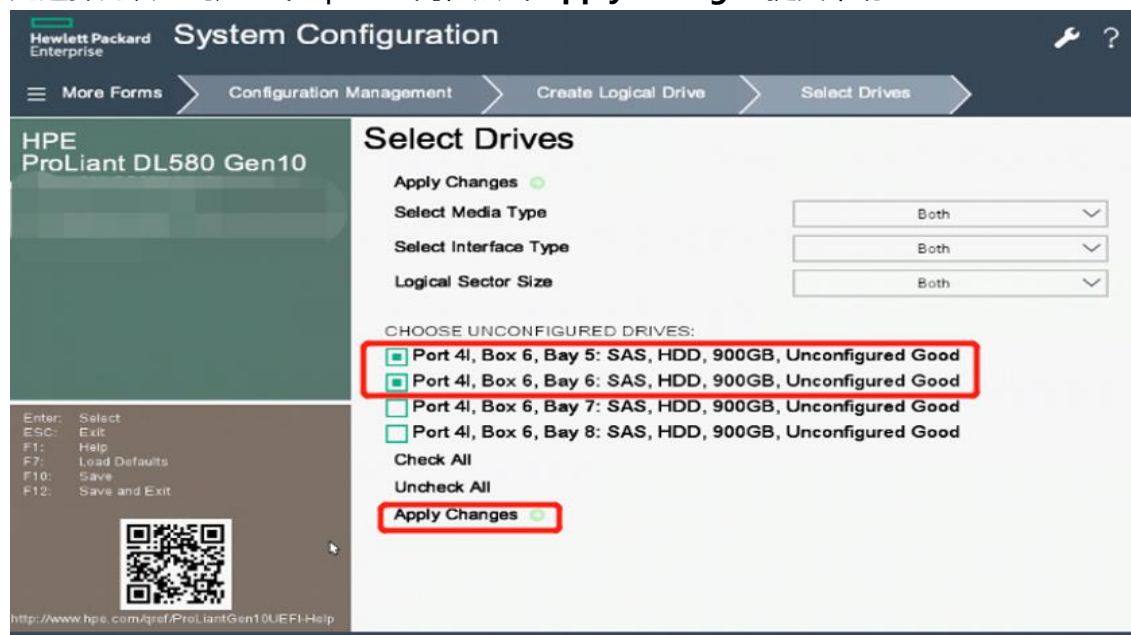 Apply Changes
Hewlett Packard
Enterprise
System Configuration
?
More Forms
Configuration Management
Create Logical Drive
Select Drives
HPE
ProLiant DL580 Gen10
Select Drives
Apply Changes
Select Media Type
Both
Select Interface Type
Both
Logical Sector Size
Both
CHOOSE UNCONFIGURED DRIVES:
Port 4I, Box 6, Bay 5: SAS, HDD, 900GB, Unconfigured Good
Port 4I, Box 6, Bay 6: SAS, HDD, 900GB, Unconfigured Good
Port 4I, Box 6, Bay 7: SAS, HDD, 900GB, Unconfigured Good
Port 4I, Box 6, Bay 8: SAS, HDD, 900GB, Unconfigured Good
Check All
Uncheck All
Apply Changes
Enter: Select
ESC: Exit
F1: Help
F7: Load Defaults
F10: Save
F12: Save and Exit
http://www.hpe.com/qref/ProLiantGen10UEFI-Help